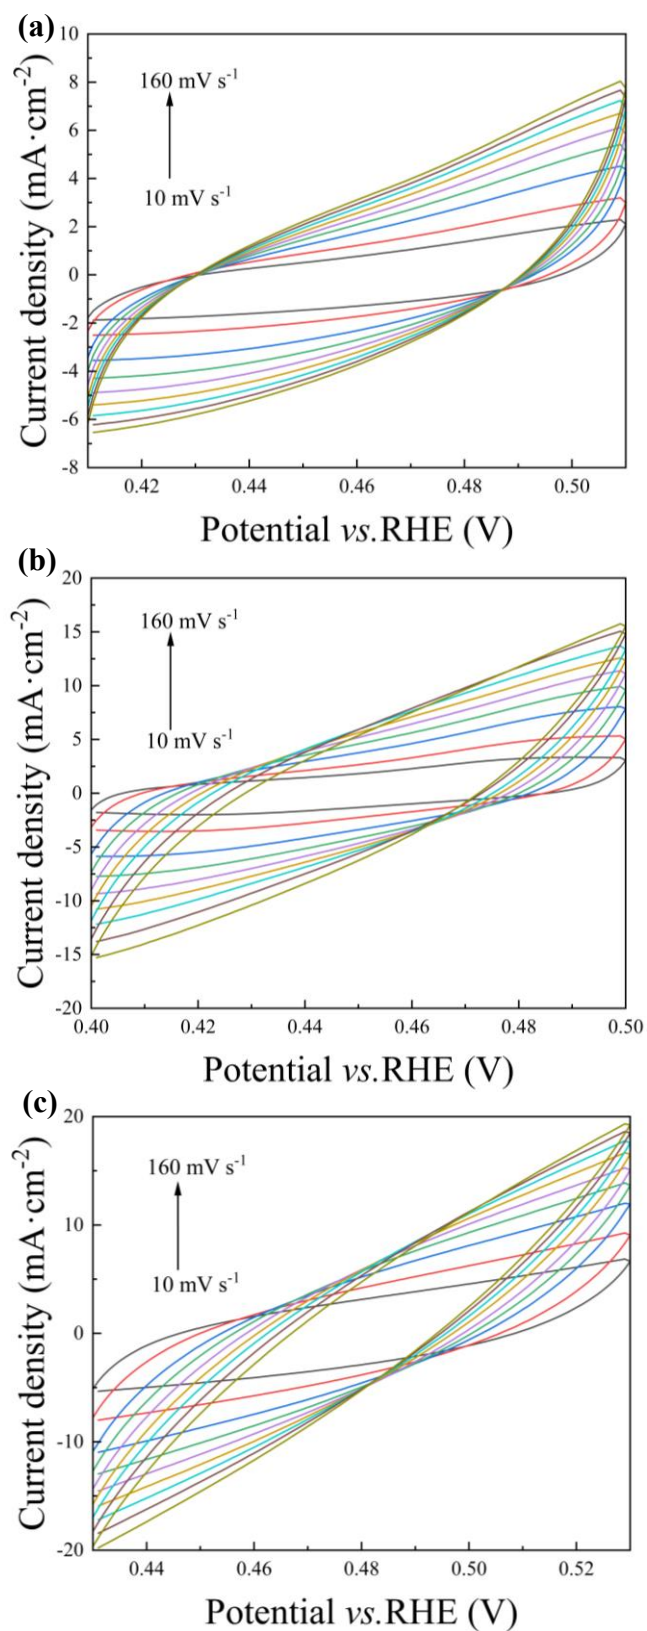 (a)
10
8
6
4
2
0
-2
-4
-6
-8
160 mV s⁻¹
10 mV s⁻¹
Current density (mA·cm⁻²)
0.42 0.44 0.46 0.48 0.50
Potential vs.RHE (V)
(b)
20
15
10
5
0
-5
-10
-15
-20
160 mV s⁻¹
10 mV s⁻¹
Current density (mA·cm⁻²)
0.40 0.42 0.44 0.46 0.48 0.50
Potential vs.RHE (V)
(c)
20
10
0
-10
-20
160 mV s⁻¹
10 mV s⁻¹
Current density (mA·cm⁻²)
0.44 0.46 0.48 0.50 0.52
Potential vs.RHE (V)